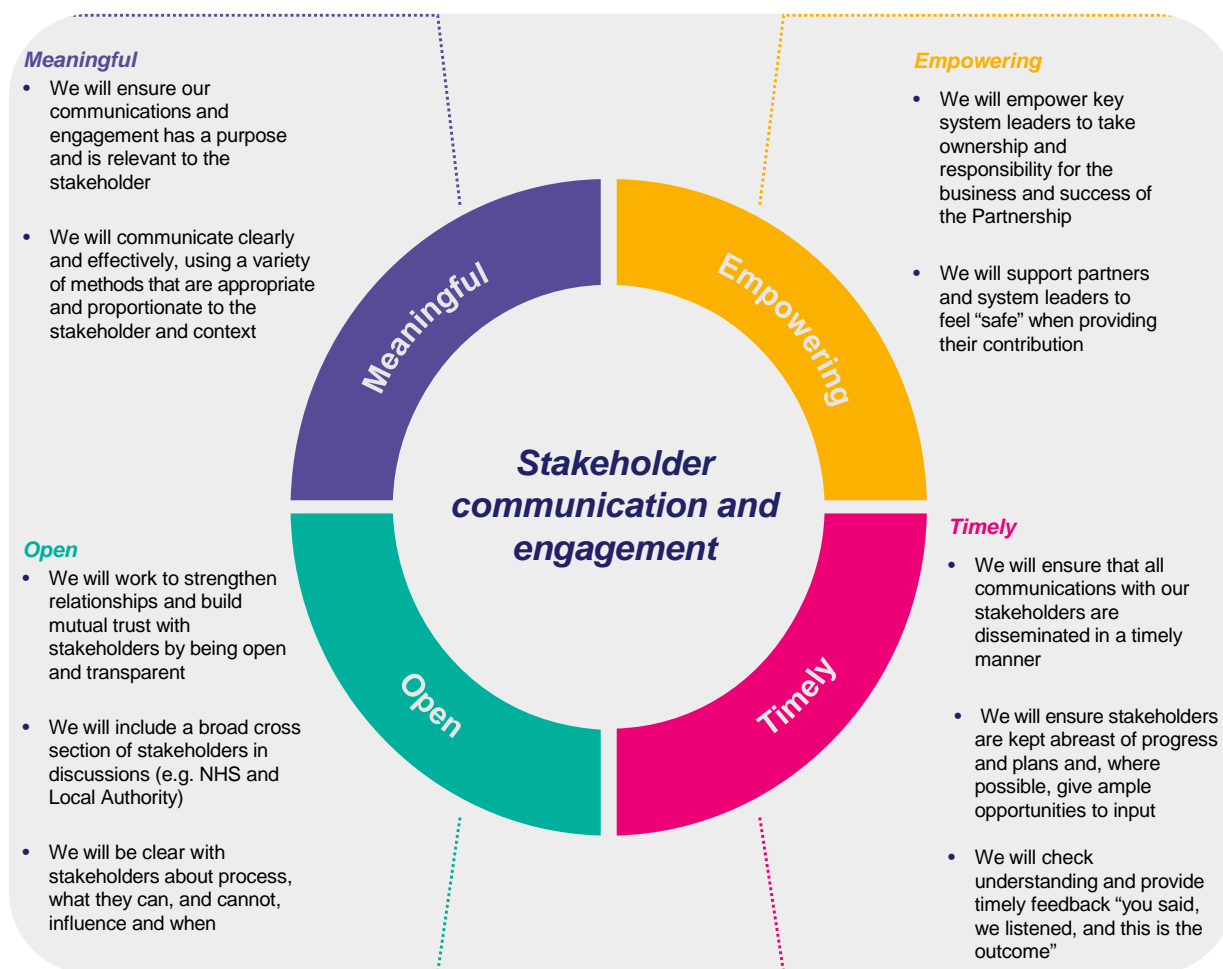 Meaningful
• We will ensure our
communications and
engagement has a purpose
and is relevant to the
stakeholder
• We will communicate clearly
and effectively, using a variety
of methods that are appropriate
and proportionate to the
stakeholder and context
Empowering
• We will empower key
system leaders to take
ownership and
responsibility for the
business and success of
the Partnership
• We will support partners
and system leaders to
feel “safe” when providing
their contribution
Meaningful
Empowering
Stakeholder
communication and
engagement
Open
Timely
Open
• We will work to strengthen
relationships and build
mutual trust with
stakeholders by being open
and transparent
• We will include a broad cross
section of stakeholders in
discussions (e.g. NHS and
Local Authority)
• We will be clear with
stakeholders about process,
what they can, and cannot,
influence and when
Timely
• We will ensure that all
communications with our
stakeholders are
disseminated in a timely
manner
• We will ensure stakeholders
are kept abreast of progress
and plans and, where
possible, give ample
opportunities to input
• We will check
understanding and provide
timely feedback “you said,
we listened, and this is the
outcome”